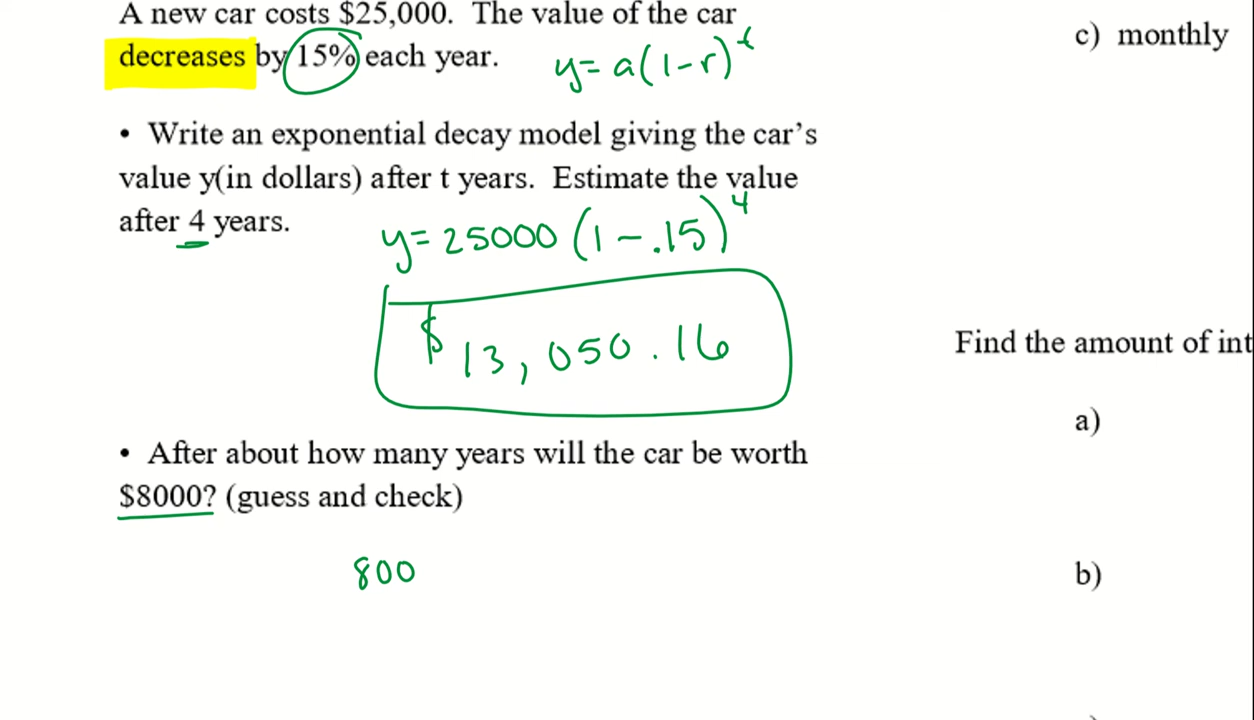 A new car costs $25,000. The value of the car
decreases by 15% each year.
y = a(1-r)^t
• Write an exponential decay model giving the car's
value y(in dollars) after t years. Estimate the value
after 4 years.
y = 25000 (1 - .15)^4
$13,050.16
• After about how many years will the car be worth
$8000? (guess and check)
800
c) monthly
Find the amount of int
a)
b)